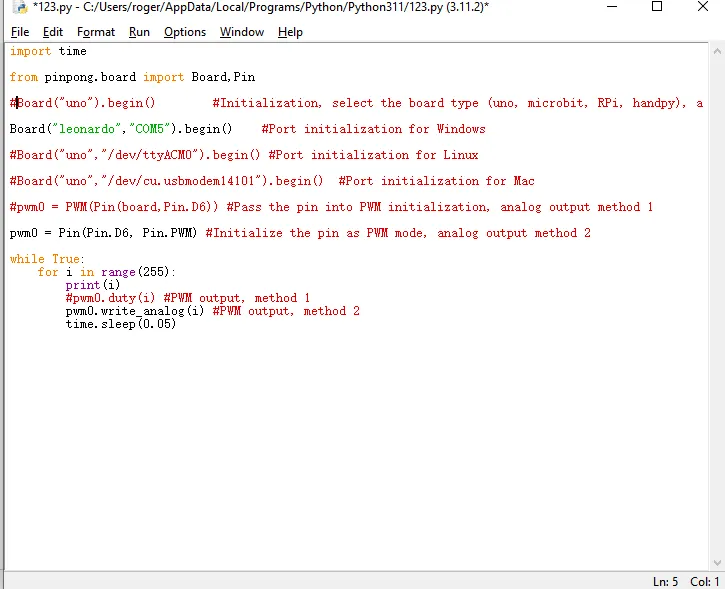 *123.py - C:/Users/roger/AppData/Local/Programs/Python/Python311/123.py (3.11.2)*
File Edit Format Run Options Window Help
import time
from pinpong.board import Board,Pin
#Board("uno").begin()        #Initialization, select the board type (uno, microbit, RPi, handpy), a
Board("leonardo","COM5").begin()    #Port initialization for Windows
#Board("uno","/dev/ttyACM0").begin() #Port initialization for Linux
#Board("uno","/dev/cu.usbmodem14101").begin()  #Port initialization for Mac
#pwm0 = PWM(Pin(board,Pin.D6)) #Pass the pin into PWM initialization, analog output method 1
pwm0 = Pin(Pin.D6, Pin.PWM) #Initialize the pin as PWM mode, analog output method 2
while True:
    for i in range(255):
        print(i)
        #pwm0.duty(i) #PWM output, method 1
        pwm0.write_analog(i) #PWM output, method 2
        time.sleep(0.05)
Ln: 5 Col: 1